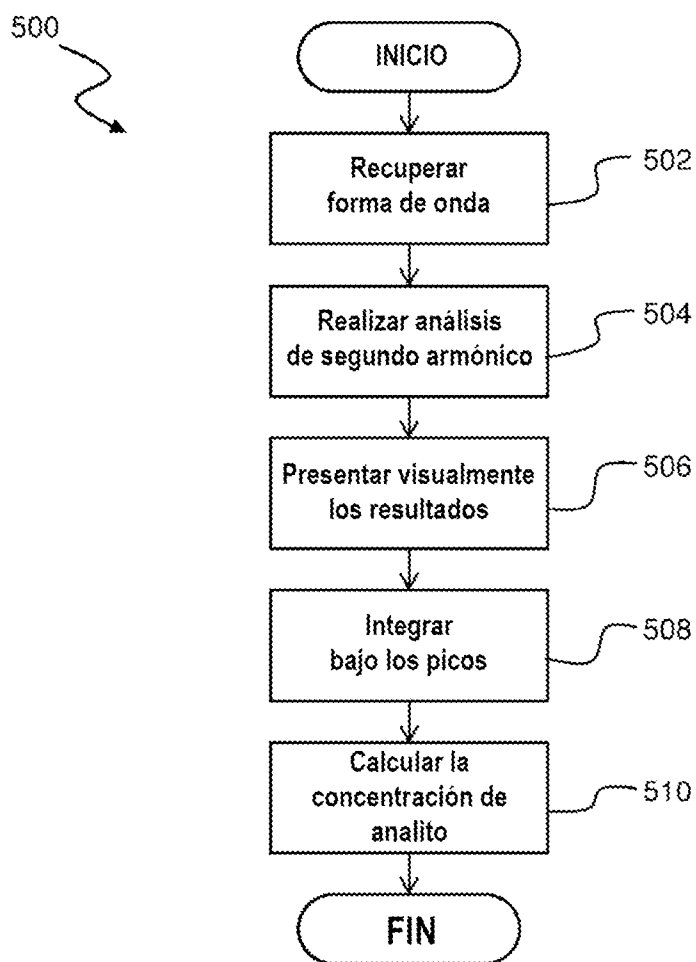 500
INICIO
Recuperar
forma de onda
502
Realizar análisis
de segundo armónico
504
Presentar visualmente
los resultados
506
Integrar
bajo los picos
508
Calcular la
concentración de
analito
510
FIN